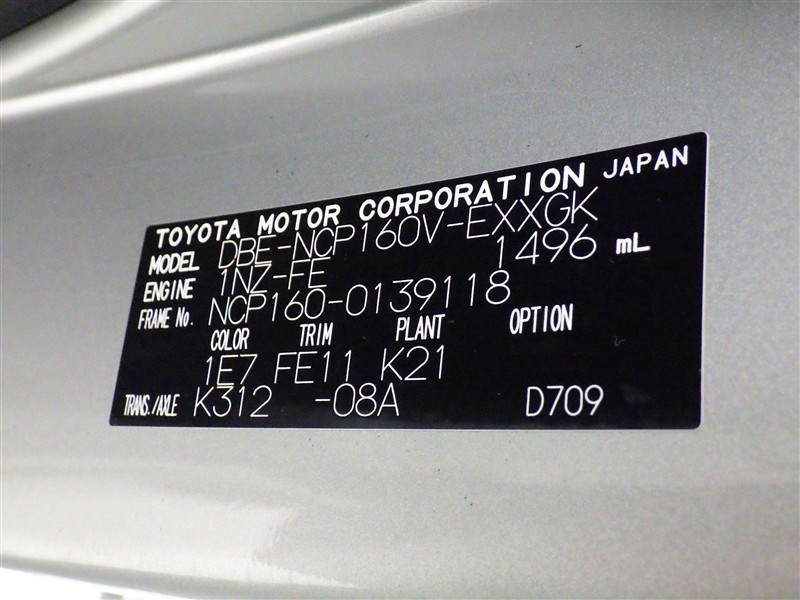 TOYOTA MOTOR CORPORATION JAPAN
MODEL DBE-NCP160V-EXXGK
ENGINE 1NZ-FE 1496 mL
FRAME No. NCP160-0139118
COLOR TRIM PLANT OPTION
1E7 FE11 K21
TRANS./AXLE K312 -08A D709